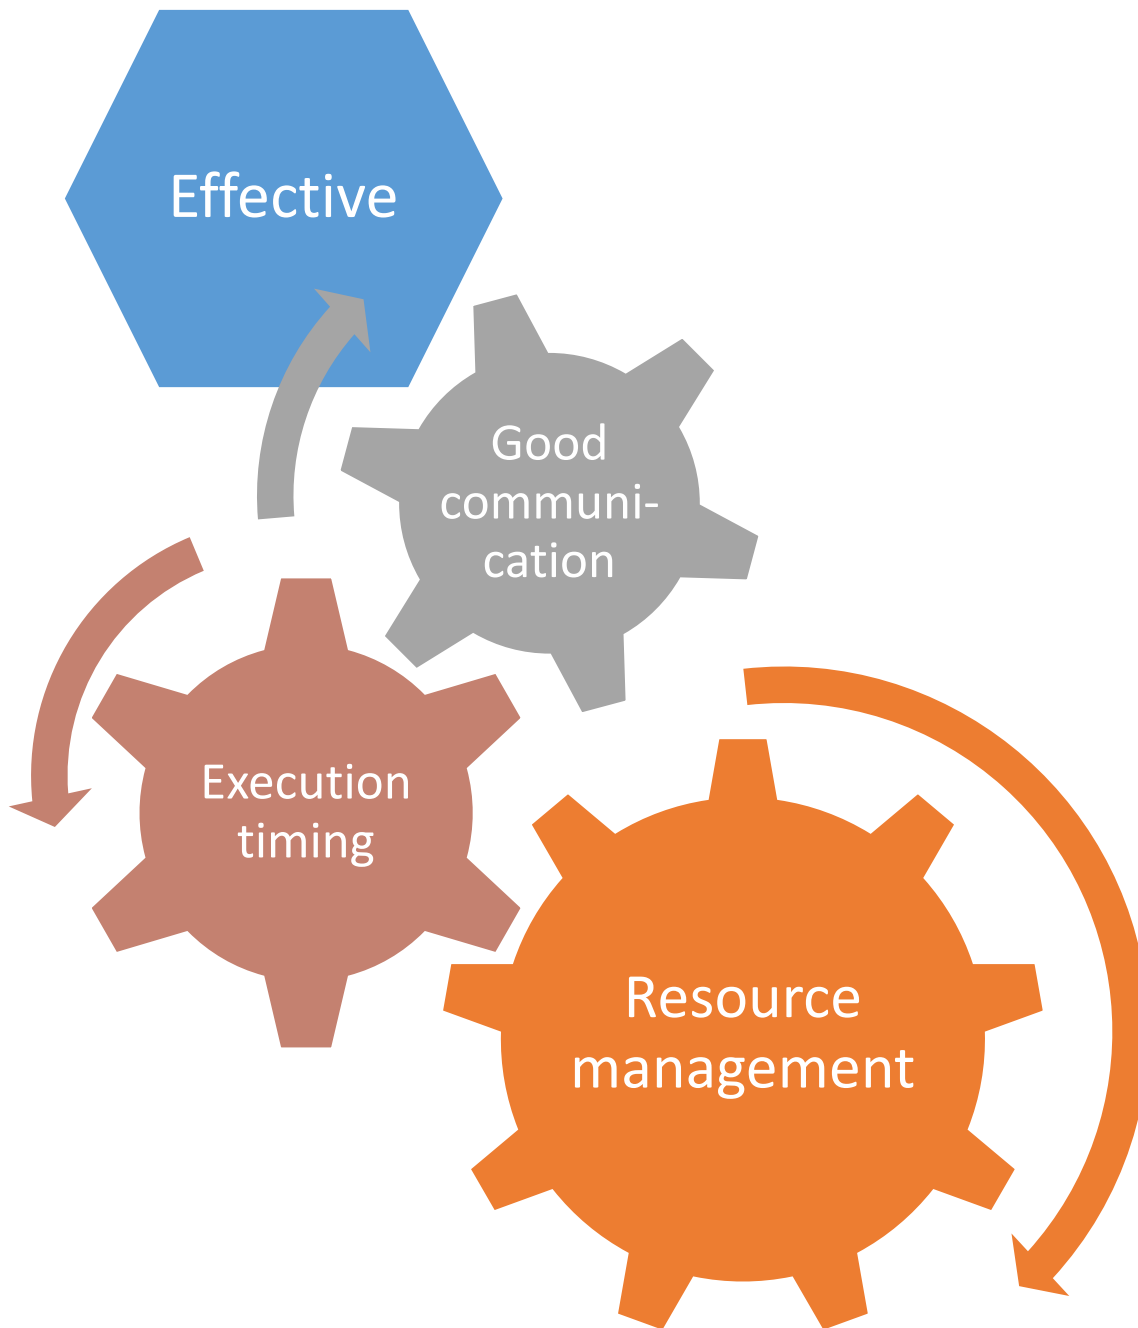 Effective
Good
communi-
cation
Execution
timing
Resource
management